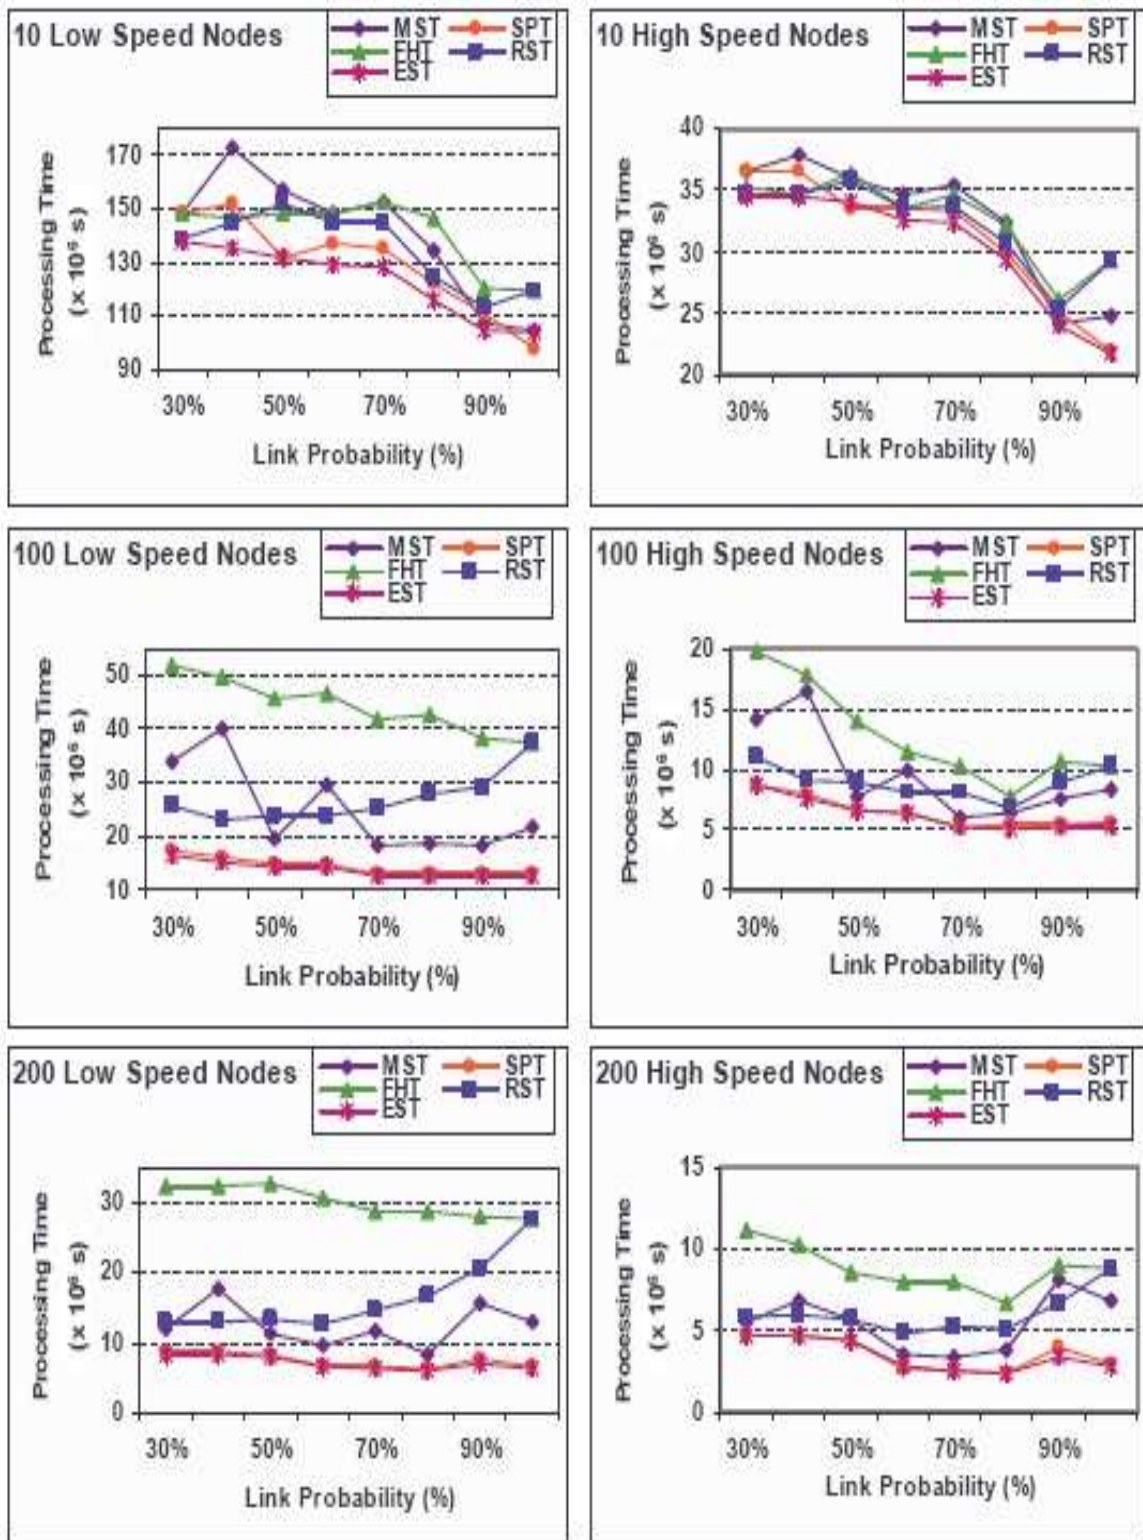 10 Low Speed Nodes
MST SPT
FHT RST
EST
Processing Time
(x 10⁶ s)
170
150
130
110
90
30% 50% 70% 90%
Link Probability (%)
10 High Speed Nodes
MST SPT
FHT RST
EST
Processing Time
(x 10⁶ s)
40
35
30
25
20
30% 50% 70% 90%
Link Probability (%)
100 Low Speed Nodes
MST SPT
FHT RST
EST
Processing Time
(x 10⁶ s)
50
40
30
20
10
30% 50% 70% 90%
Link Probability (%)
100 High Speed Nodes
MST SPT
FHT RST
EST
Processing Time
(x 10⁶ s)
20
15
10
5
0
30% 50% 70% 90%
Link Probability (%)
200 Low Speed Nodes
MST SPT
FHT RST
EST
Processing Time
(x 10⁶ s)
30
20
10
0
30% 50% 70% 90%
Link Probability (%)
200 High Speed Nodes
MST SPT
FHT RST
EST
Processing Time
(x 10⁶ s)
15
10
5
0
30% 50% 70% 90%
Link Probability (%)